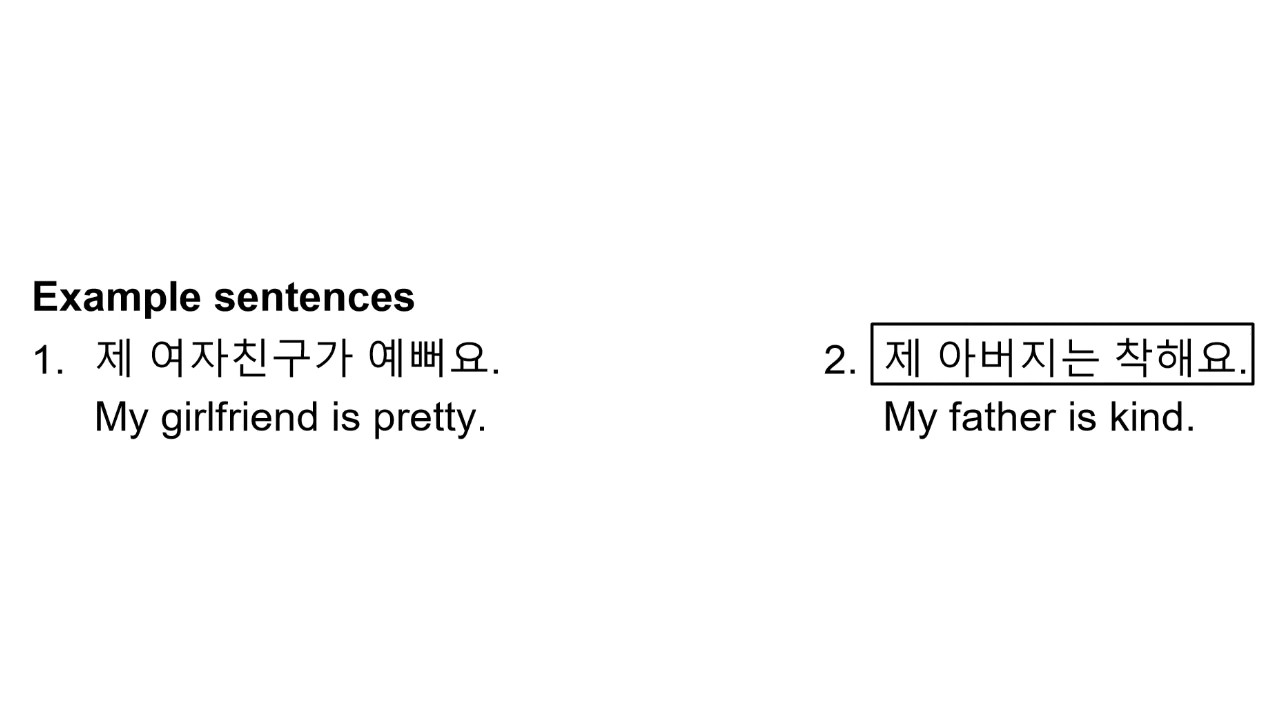 Example sentences
1. 제 여자친구가 예뻐요.
My girlfriend is pretty.
2. 제 아버지는 착해요.
My father is kind.